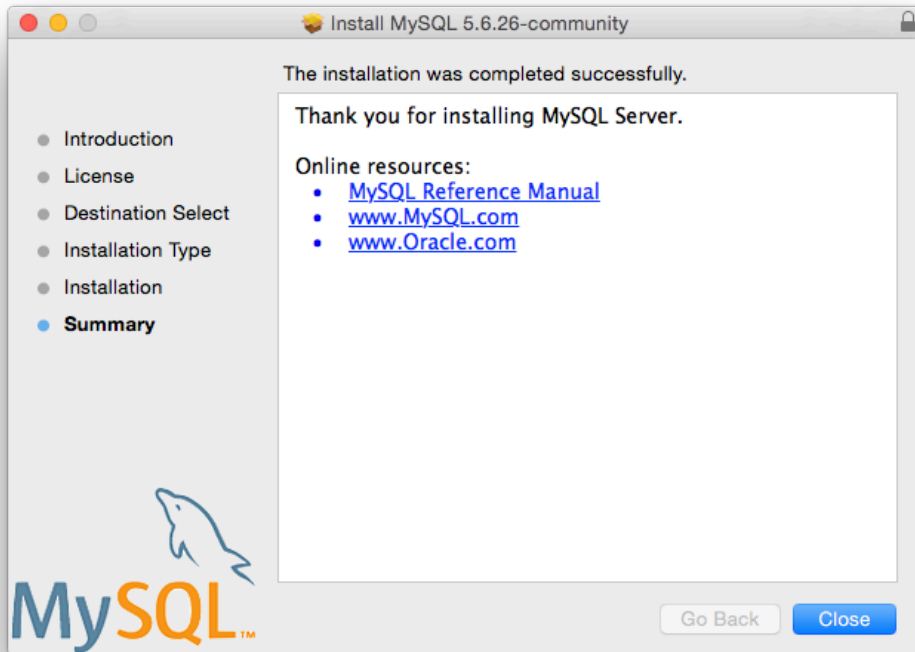 Install MySQL 5.6.26-community
The installation was completed successfully.
Introduction
License
Destination Select
Installation Type
Installation
Summary
Thank you for installing MySQL Server.
Online resources:
• MySQL Reference Manual
• www.MySQL.com
• www.Oracle.com
MySQL™
Go Back
Close